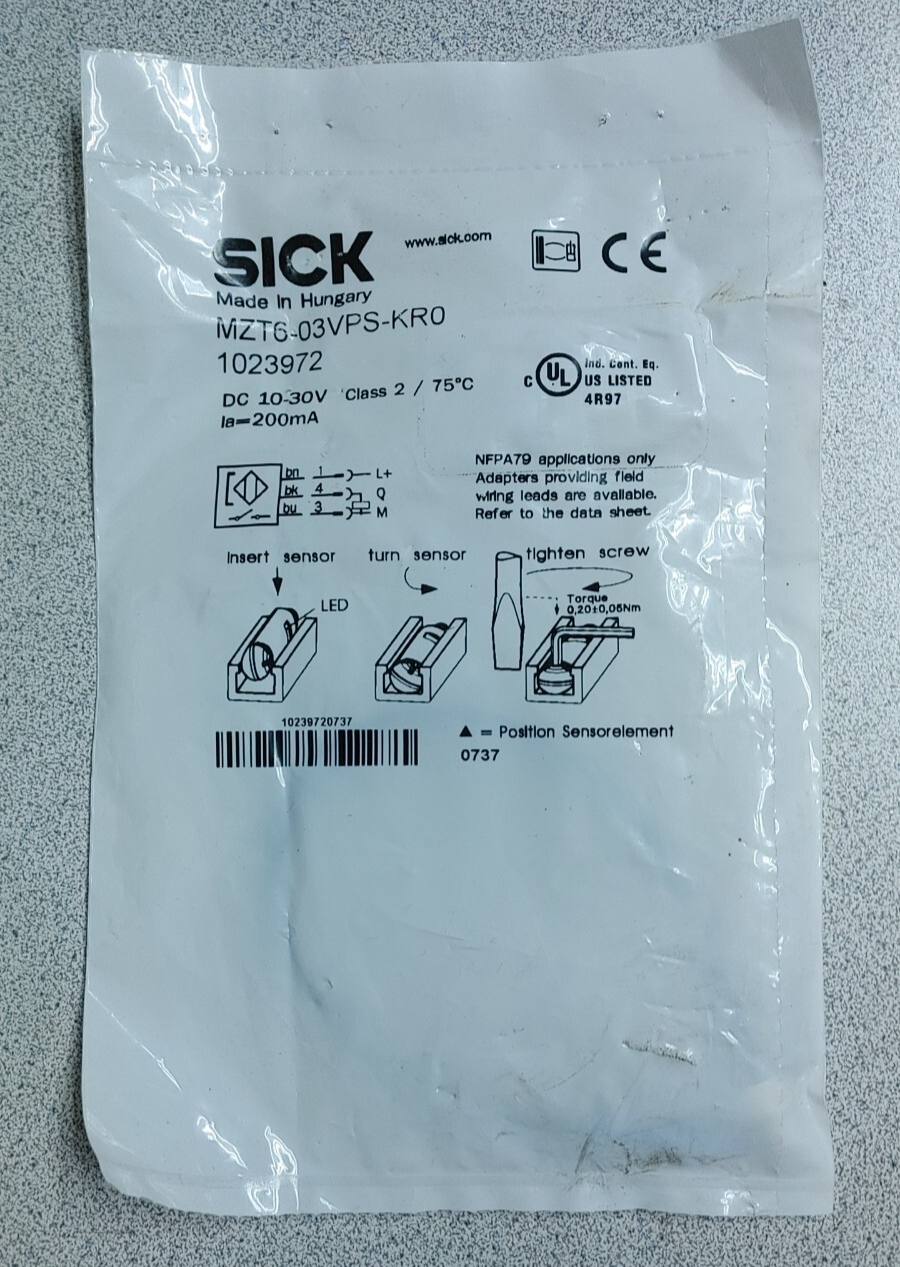 SICK www.sick.com CE
Made in Hungary
MZT6-03VPS-KR0
1023972
DC 10-30V Class 2 / 75°C
Ia=200mA
C UL Ind. Cont. Eq.
US LISTED
4R97
bn 1 L+
bk 4 Q
bu 3 M
NFPA79 applications only
Adapters providing field
wiring leads are available.
Refer to the data sheet.
insert sensor
turn sensor
tighten screw
LED
Torque
0,20±0,05Nm
10239720737
▲ = Position Sensorelement
0737